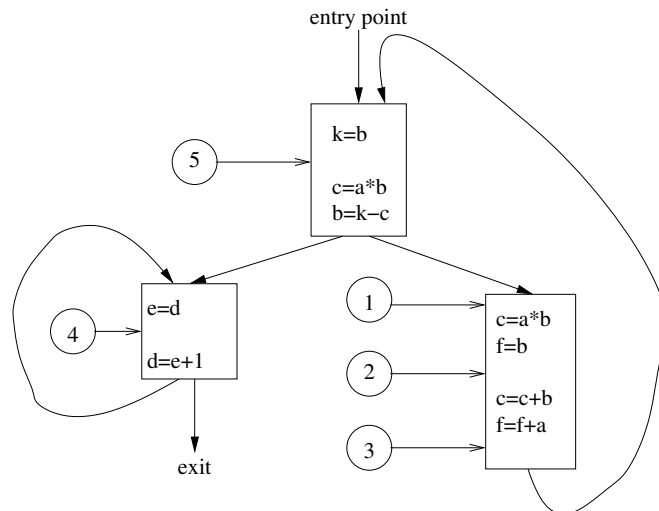 entry point
k=b
5
c=a*b
b=k−c
e=d
4
d=e+1
exit
1
c=a*b
f=b
2
c=c+b
f=f+a
3